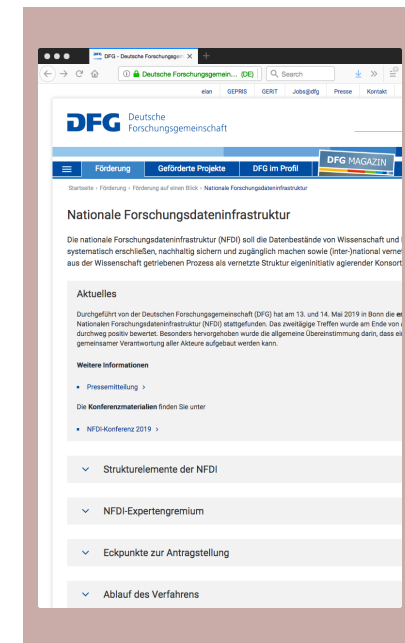 DFG - Deutsche Forschungsgem
Deutsche Forschungsgemein... (DE)
Search
elan GEPRIS GERIT Jobs@dfg Presse Kontakt
DFG Deutsche
Forschungsgemeinschaft
Förderung Geförderte Projekte DFG im Profil DFG MAGAZIN
Startseite › Förderung › Förderung auf einen Blick › Nationale Forschungsdateninfrastruktur
Nationale Forschungsdateninfrastruktur
Die nationale Forschungsdateninfrastruktur (NFDI) soll die Datenbestände von Wissenschaft und
systematisch erschließen, nachhaltig sichern und zugänglich machen sowie (inter-)national verne
aus der Wissenschaft getriebenen Prozess als vernetzte Struktur eigeninitiativ agierender Konsort
Aktuelles
Durchgeführt von der Deutschen Forschungsgemeinschaft (DFG) hat am 13. und 14. Mai 2019 in Bonn die
Nationalen Forschungsdateninfrastruktur (NFDI) stattgefunden. Das zweitägige Treffen wurde am Ende von
durchweg positiv bewertet. Besonders hervorgehoben wurde die allgemeine Übereinstimmung darin, dass
gemeinsamer Verantwortung aller Akteure aufgebaut werden kann.
Weitere Informationen
Pressemitteilung ›
Die Konferenzmaterialien finden Sie unter
NFDI-Konferenz 2019 ›
Strukturelemente der NFDI
NFDI-Expertengremium
Eckpunkte zur Antragstellung
Ablauf des Verfahrens